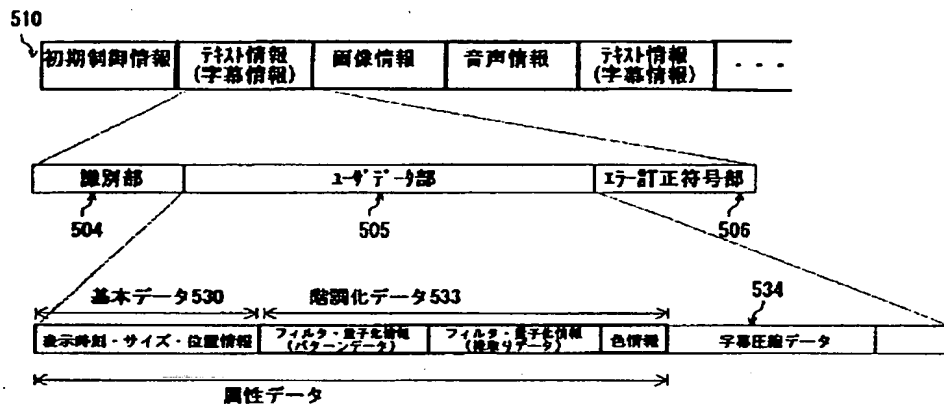 510
初期制御情報 テキスト情報 画像情報 音声情報 テキスト情報 ・・・
(字幕情報) (字幕情報)
識別部 ユーザデータ部 エラー訂正符号部
504 505 506
基本データ530 階調化データ533 534
表示時刻・サイズ・位置情報 フィルタ・量子化情報 フィルタ・量子化情報 色情報 字幕圧縮データ
(パターンデータ) (縁取りデータ)
属性データ